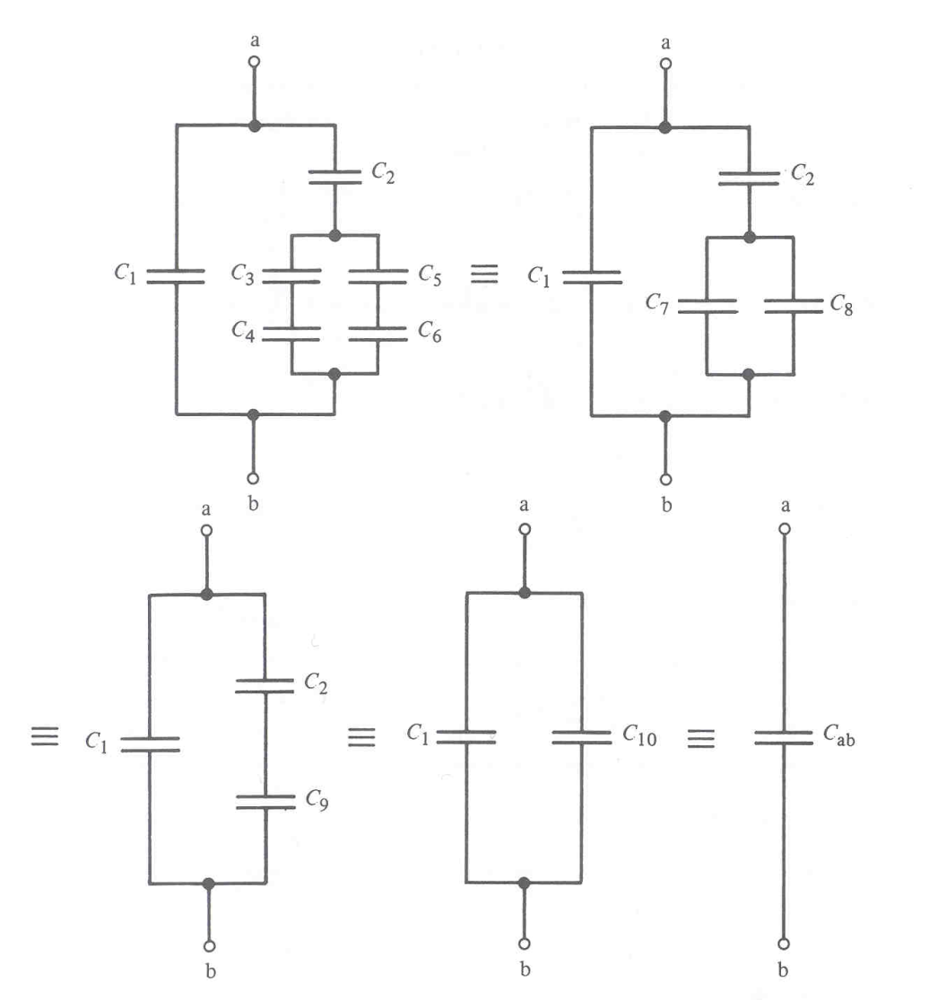 a a
C2 C2
C1 C3 C5 ≡ C1 C7 C8
C4 C6
b b
a a a
C2
≡ C1 ≡ C1 C10 ≡ Cab
C9
b b b